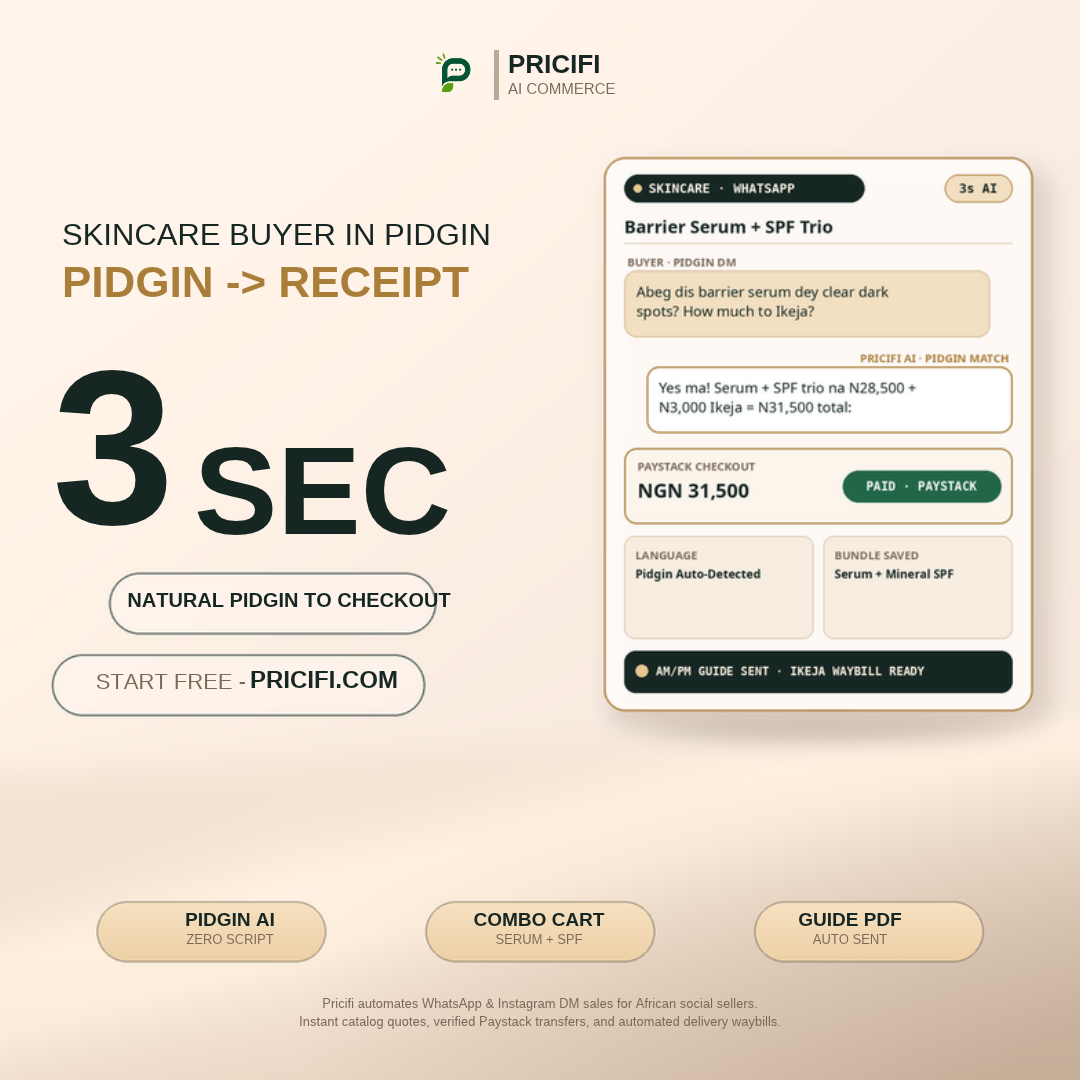 PRICIFI
AI COMMERCE
SKINCARE BUYER IN PIDGIN
PIDGIN -> RECEIPT
3 SEC
NATURAL PIDGIN TO CHECKOUT
START FREE - PRICIFI.COM
SKINCARE · WHATSAPP
3s AI
Barrier Serum + SPF Trio
BUYER · PIDGIN DM
Abeg dis barrier serum dey clear dark
spots? How much to Ikeja?
PRICIFI AI · PIDGIN MATCH
Yes ma! Serum + SPF trio na N28,500 +
N3,000 Ikeja = N31,500 total:
PAYSTACK CHECKOUT
NGN 31,500
PAID · PAYSTACK
LANGUAGE
Pidgin Auto-Detected
BUNDLE SAVED
Serum + Mineral SPF
AM/PM GUIDE SENT · IKEJA WAYBILL READY
PIDGIN AI
ZERO SCRIPT
COMBO CART
SERUM + SPF
GUIDE PDF
AUTO SENT
Pricifi automates WhatsApp & Instagram DM sales for African social sellers.
Instant catalog quotes, verified Paystack transfers, and automated delivery waybills.